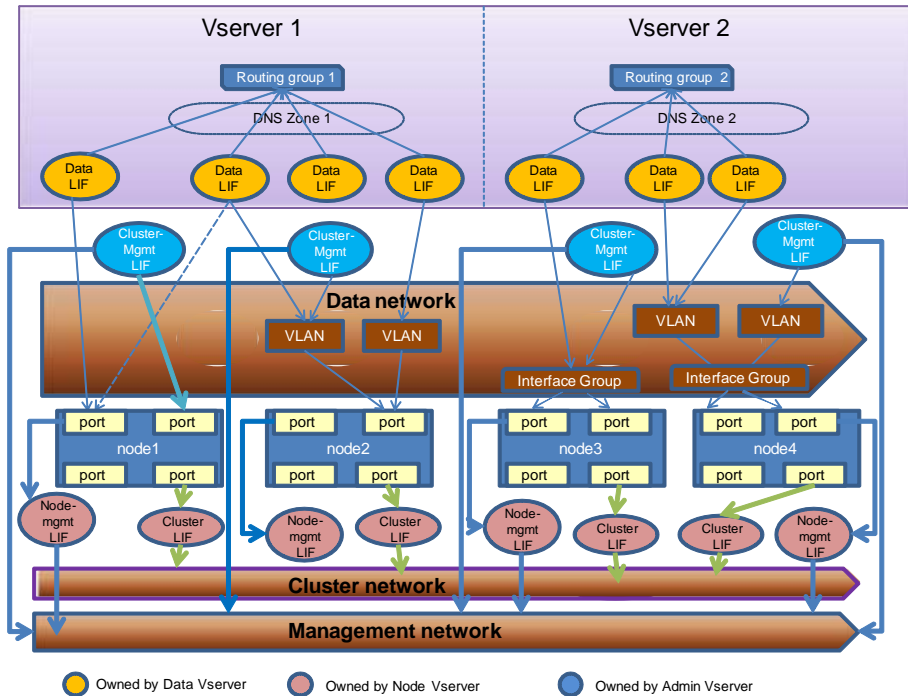 Vserver 1
Vserver 2
Routing group 1
Routing group 2
DNS Zone 1
DNS Zone 2
Data
LIF
Data
LIF
Data
LIF
Data
LIF
Data
LIF
Data
LIF
Data
LIF
Cluster-
Mgmt
LIF
Cluster-
Mgmt
LIF
Cluster-
Mgmt
LIF
Cluster-
Mgmt
LIF
Data network
VLAN
VLAN
VLAN
VLAN
Interface Group
Interface Group
port
port
node1
port
port
port
port
node2
port
port
port
port
node3
port
port
port
port
node4
port
port
Node-
mgmt
LIF
Cluster
LIF
Node-
mgmt
LIF
Cluster
LIF
Node-
mgmt
LIF
Cluster
LIF
Cluster
LIF
Node-
mgmt
LIF
Cluster network
Management network
Owned by Data Vserver
Owned by Node Vserver
Owned by Admin Vserver